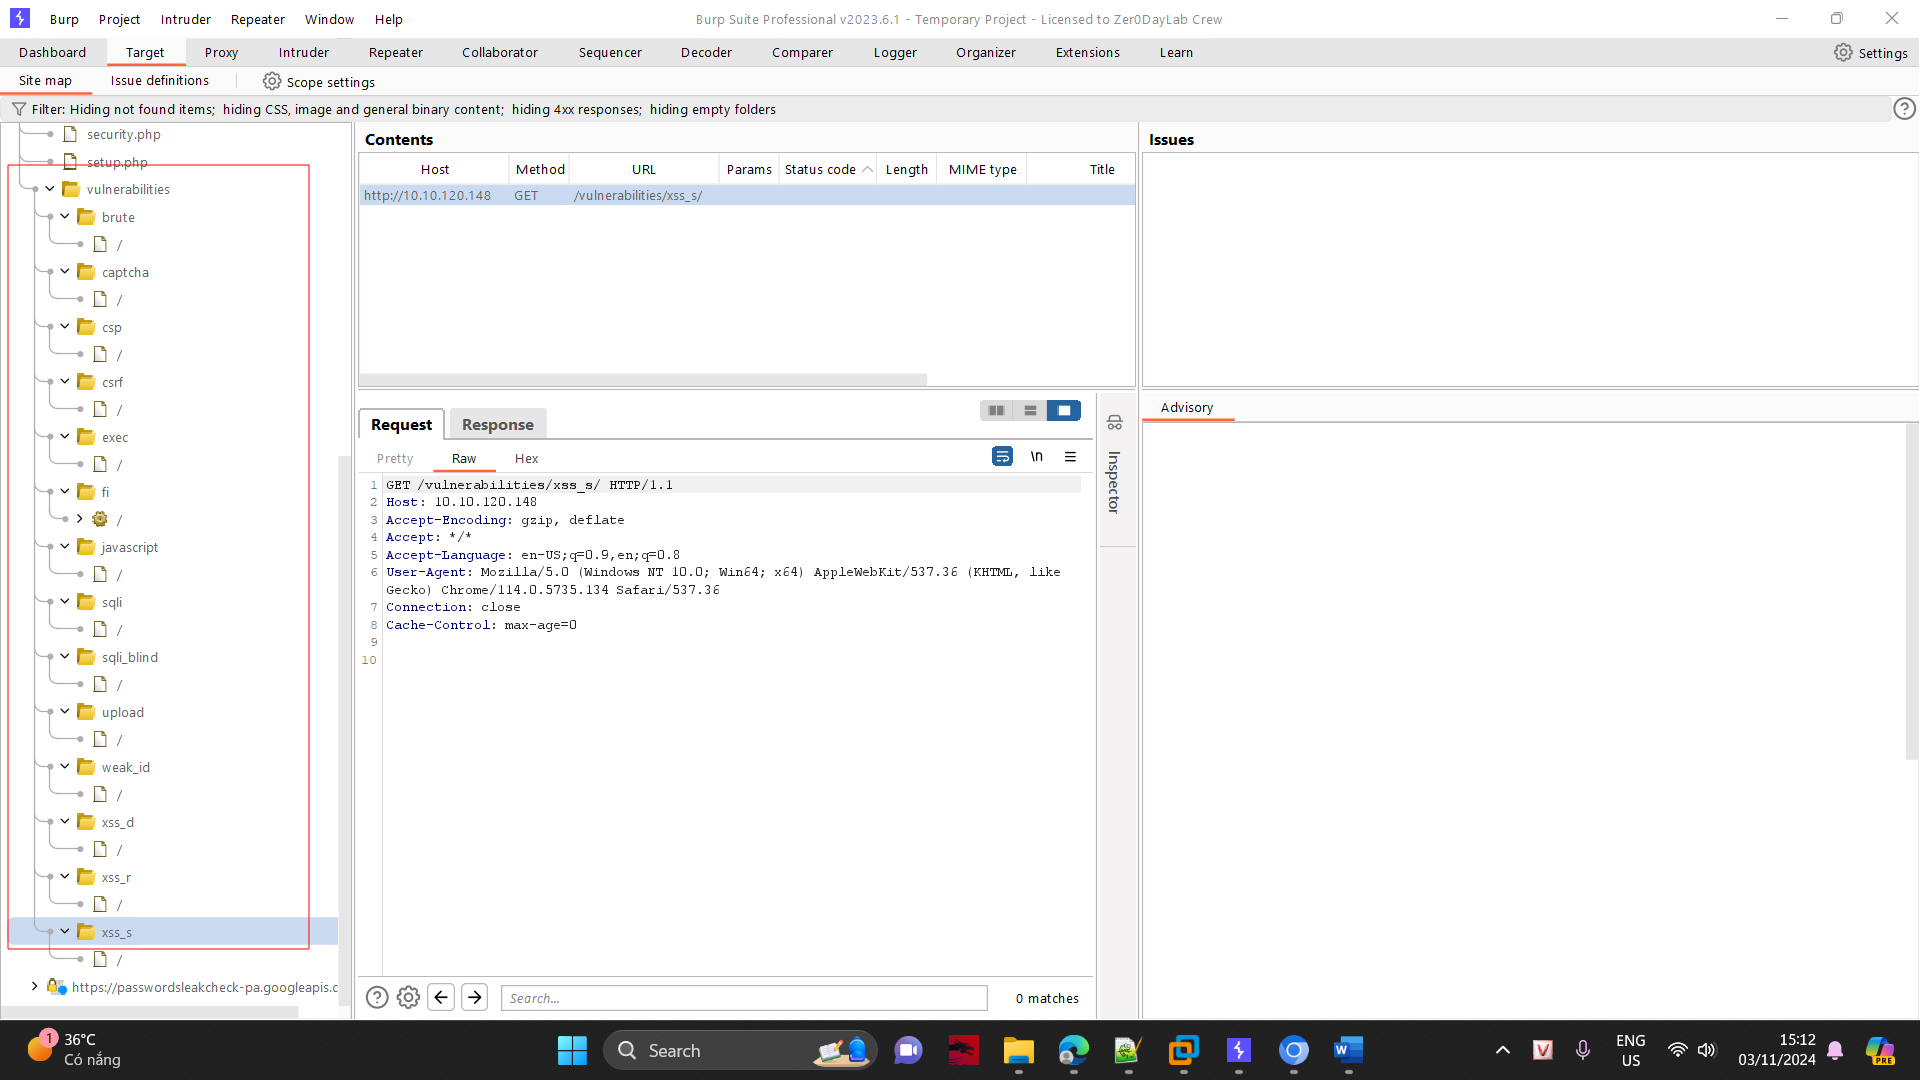 Burp Project Intruder Repeater Window Help
Burp Suite Professional v2023.6.1 - Temporary Project - Licensed to Zer0DayLab Crew
Dashboard Target Proxy Intruder Repeater Collaborator Sequencer Decoder Comparer Logger Organizer Extensions Learn Settings
Site map Issue definitions Scope settings
Filter: Hiding not found items; hiding CSS, image and general binary content; hiding 4xx responses; hiding empty folders
security.php
setup.php
vulnerabilities
brute
/
captcha
/
csp
/
csrf
/
exec
/
fi
/
javascript
/
sqli
/
sqli_blind
/
upload
/
weak_id
/
xss_d
/
xss_r
/
xss_s
/
https://passwordsleakcheck-pa.googleapis.c
Contents
Host Method URL Params Status code Length MIME type Title
http://10.10.120.148 GET /vulnerabilities/xss_s/
Request Response
Pretty Raw Hex \n
1 GET /vulnerabilities/xss_s/ HTTP/1.1
2 Host: 10.10.120.148
3 Accept-Encoding: gzip, deflate
4 Accept: */*
5 Accept-Language: en-US;q=0.9,en;q=0.8
6 User-Agent: Mozilla/5.0 (Windows NT 10.0; Win64; x64) AppleWebKit/537.36 (KHTML, like
Gecko) Chrome/114.0.5735.134 Safari/537.36
7 Connection: close
8 Cache-Control: max-age=0
9
10
Search... 0 matches
Inspector
Issues
Advisory
1
36°C
Có nắng
Search
W
V
ENG
US
15:12
03/11/2024
PRE